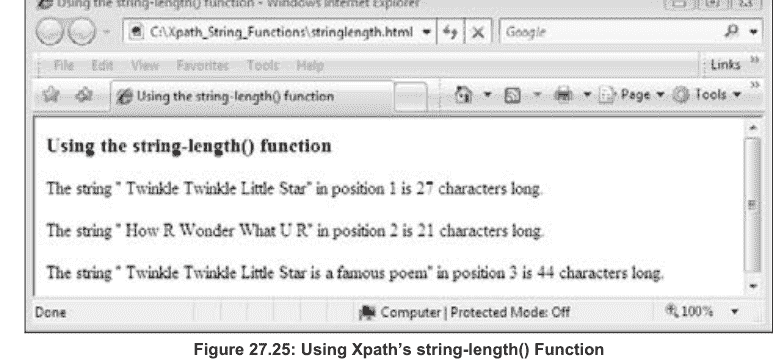 Using the string-length() function - Windows Internet Explorer
C:\Xpath_String_Functions\stringlength.html
Google
File Edit View Favorites Tools Help
Links
Using the string-length() function
Page Tools
Using the string-length() function
The string " Twinkle Twinkle Little Star" in position 1 is 27 characters long.
The string " How R Wonder What U R" in position 2 is 21 characters long.
The string " Twinkle Twinkle Little Star is a famous poem" in position 3 is 44 characters long.
Done
Computer | Protected Mode: Off
100%
Figure 27.25: Using Xpath's string-length() Function